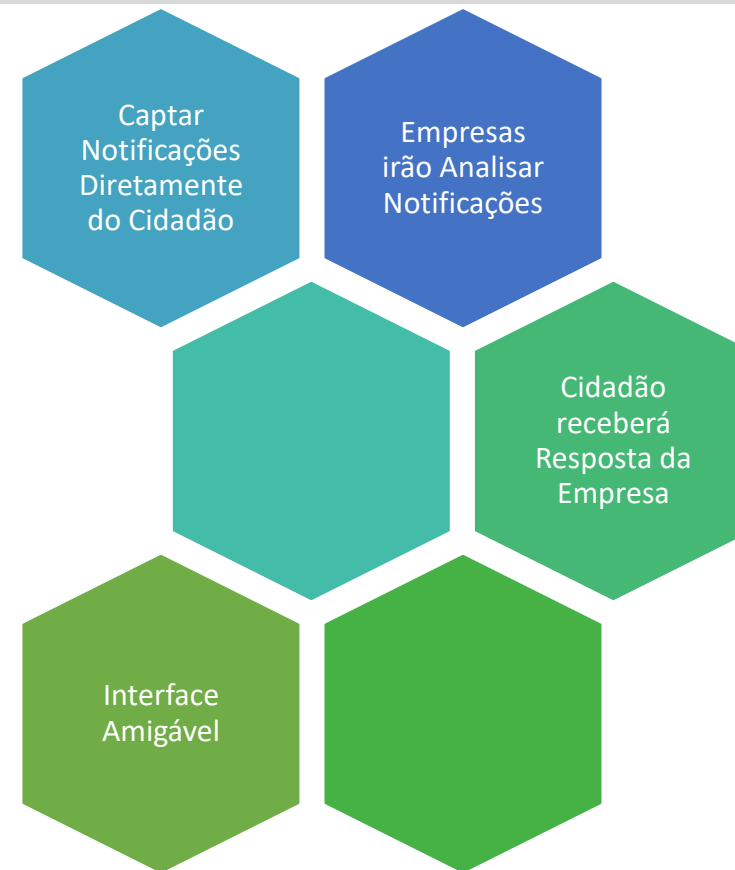 Captar
Notificações
Diretamente
do Cidadão
Empresas
irão Analisar
Notificações
Cidadão
receberá
Resposta da
Empresa
Interface
Amigável